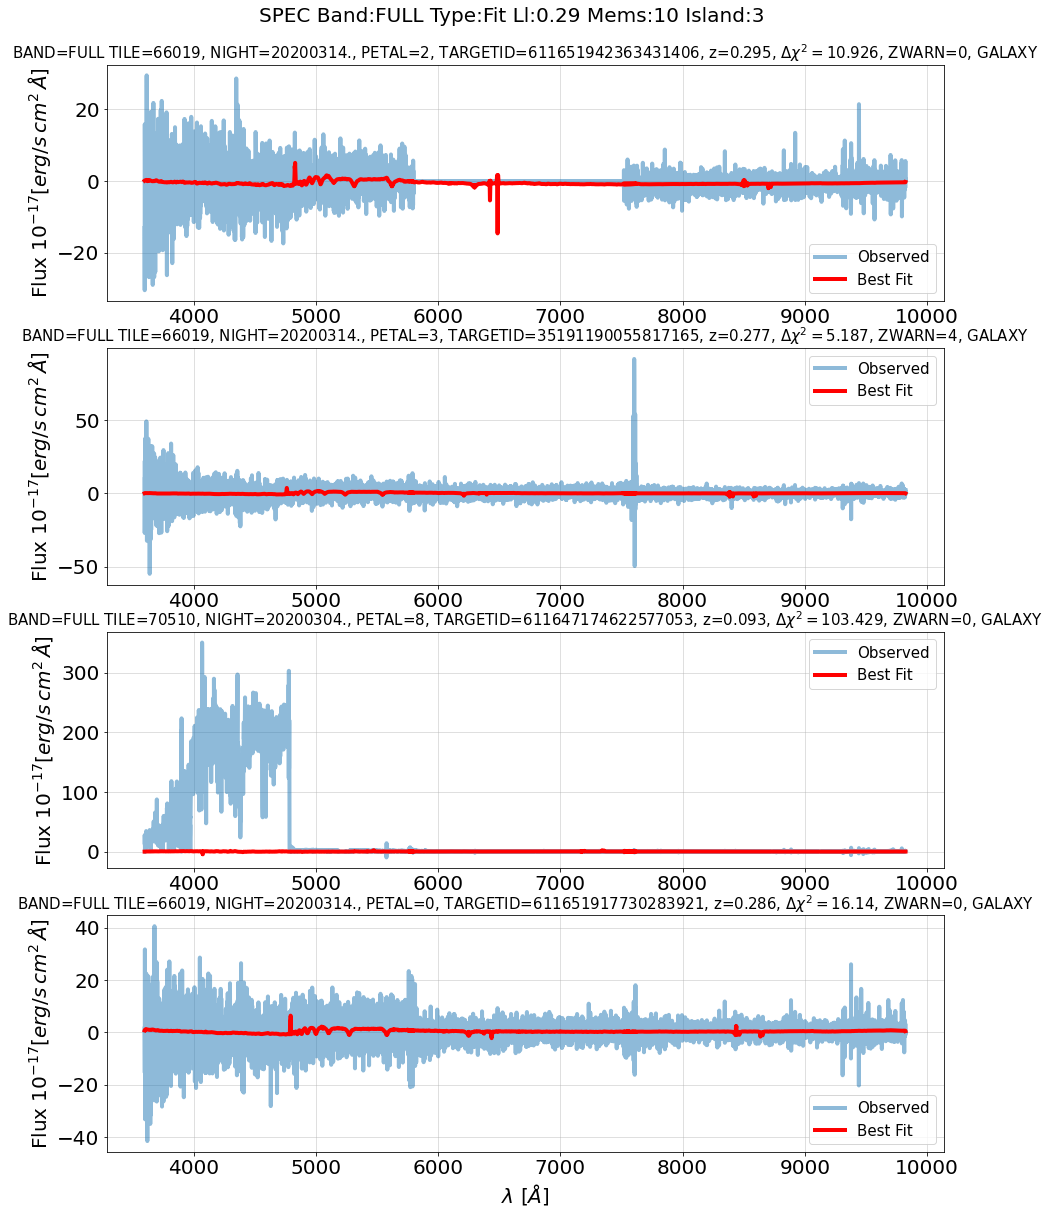 SPEC Band:FULL Type:Fit Ll:0.29 Mems:10 Island:3
BAND=FULL TILE=66019, NIGHT=20200314., PETAL=2, TARGETID=611651942363431406, z=0.295, Δχ² = 10.926, ZWARN=0, GALAXY
Flux 10⁻¹⁷[erg/s cm² Å]
20
0
−20
Observed
Best Fit
4000 5000 6000 7000 8000 9000 10000
BAND=FULL TILE=66019, NIGHT=20200314., PETAL=3, TARGETID=35191190055817165, z=0.277, Δχ² = 5.187, ZWARN=4, GALAXY
Flux 10⁻¹⁷[erg/s cm² Å]
50
0
−50
Observed
Best Fit
4000 5000 6000 7000 8000 9000 10000
BAND=FULL TILE=70510, NIGHT=20200304., PETAL=8, TARGETID=611647174622577053, z=0.093, Δχ² = 103.429, ZWARN=0, GALAXY
Flux 10⁻¹⁷[erg/s cm² Å]
300
200
100
0
Observed
Best Fit
4000 5000 6000 7000 8000 9000 10000
BAND=FULL TILE=66019, NIGHT=20200314., PETAL=0, TARGETID=611651917730283921, z=0.286, Δχ² = 16.14, ZWARN=0, GALAXY
Flux 10⁻¹⁷[erg/s cm² Å]
40
20
0
−20
−40
Observed
Best Fit
4000 5000 6000 7000 8000 9000 10000
λ [Å]